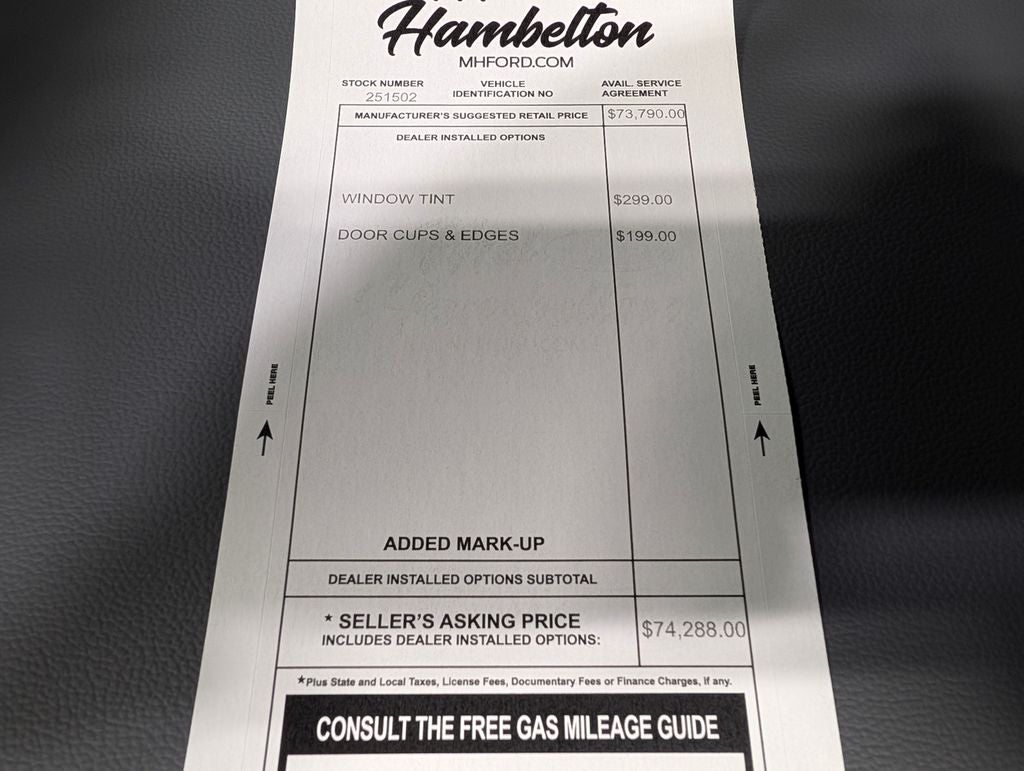 Hambelton
MHFORD.COM
STOCK NUMBER
251502
VEHICLE
IDENTIFICATION NO
AVAIL. SERVICE
AGREEMENT
MANUFACTURER'S SUGGESTED RETAIL PRICE $73,790.00
DEALER INSTALLED OPTIONS
WINDOW TINT $299.00
DOOR CUPS & EDGES $199.00
PEEL HERE
PEEL HERE
ADDED MARK-UP
DEALER INSTALLED OPTIONS SUBTOTAL
* SELLER'S ASKING PRICE
INCLUDES DEALER INSTALLED OPTIONS:
$74,288.00
*Plus State and Local Taxes, License Fees, Documentary Fees or Finance Charges, if any.
CONSULT THE FREE GAS MILEAGE GUIDE